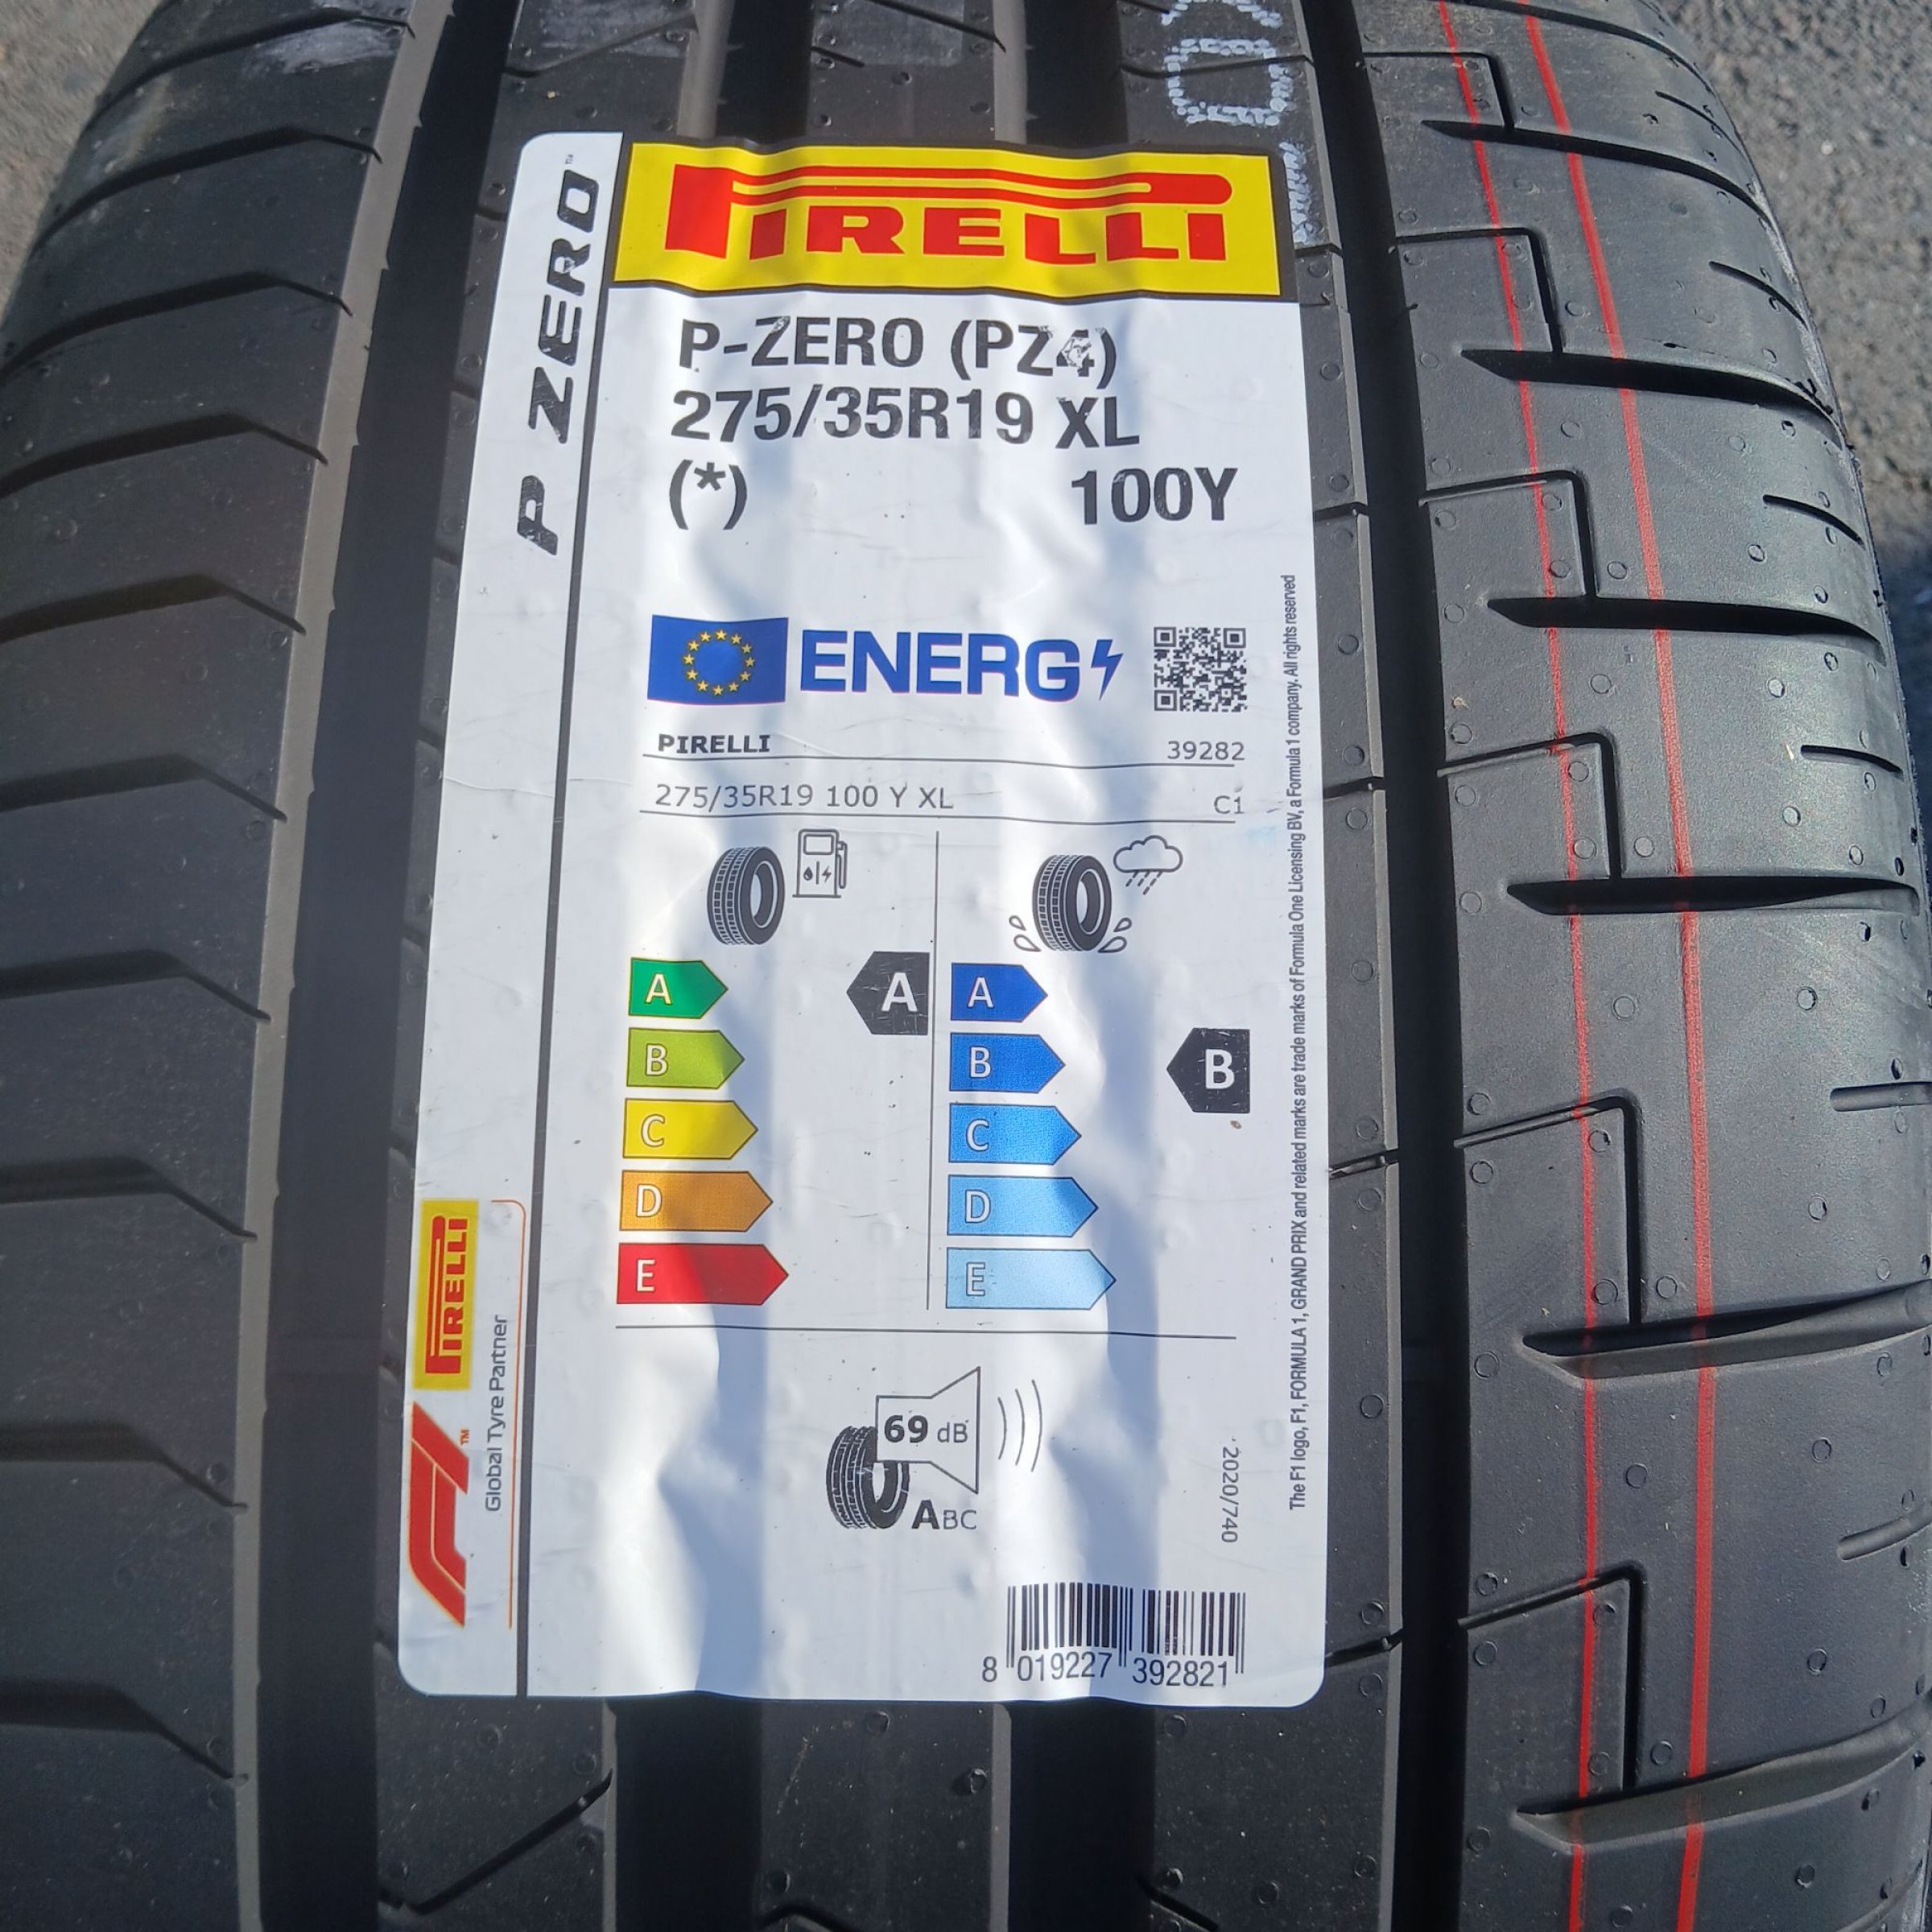 P ZERO™
PIRELLI
P-ZERO (PZ4)
275/35R19 XL
(*) 100Y
ENERG
PIRELLI 39282
275/35R19 100 Y XL C1
A A A
B B B
C C
D D
E E
69 dB
ABC
2020/740
8 019227 392821
PIRELLI
F1™
Global Tyre Partner
The F1 logo, F1, FORMULA 1, GRAND PRIX and related marks are trade marks of Formula One Licensing BV, a Formula 1 company. All rights reserved